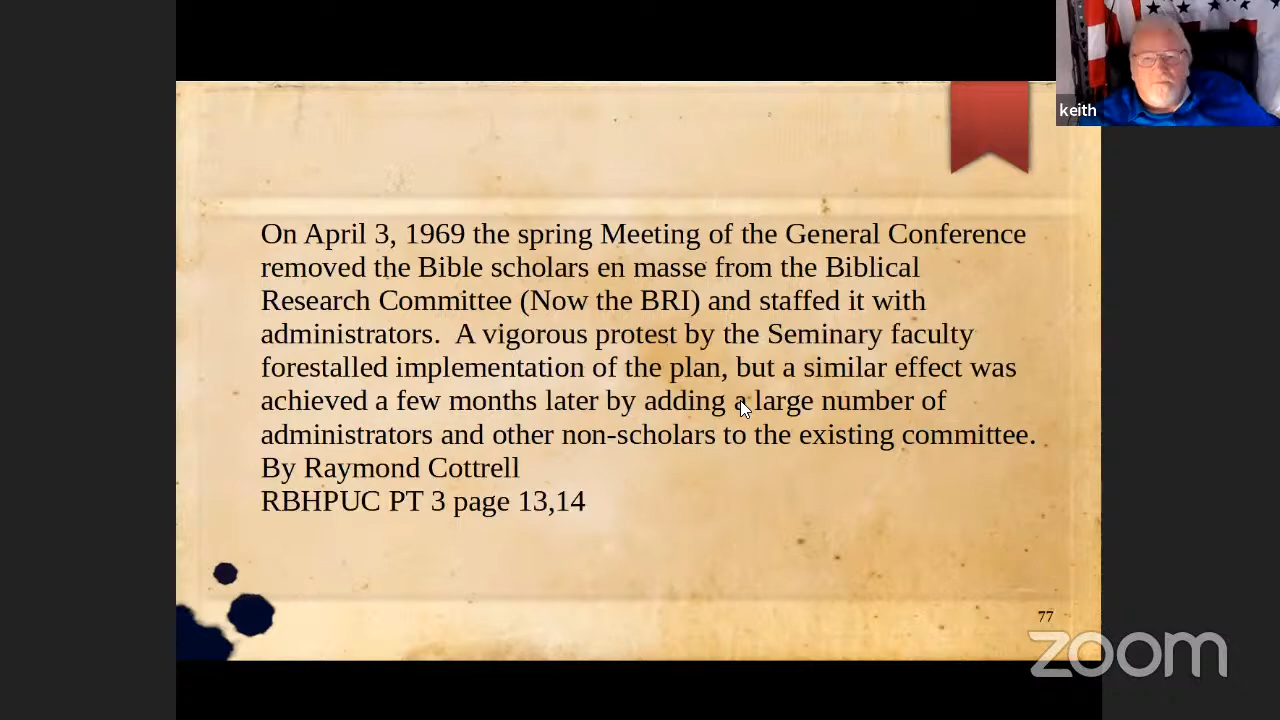 keith
On April 3, 1969 the spring Meeting of the General Conference
removed the Bible scholars en masse from the Biblical
Research Committee (Now the BRI) and staffed it with
administrators.  A vigorous protest by the Seminary faculty
forestalled implementation of the plan, but a similar effect was
achieved a few months later by adding a large number of
administrators and other non-scholars to the existing committee.
By Raymond Cottrell
RBHPUC PT 3 page 13,14
77
zoom